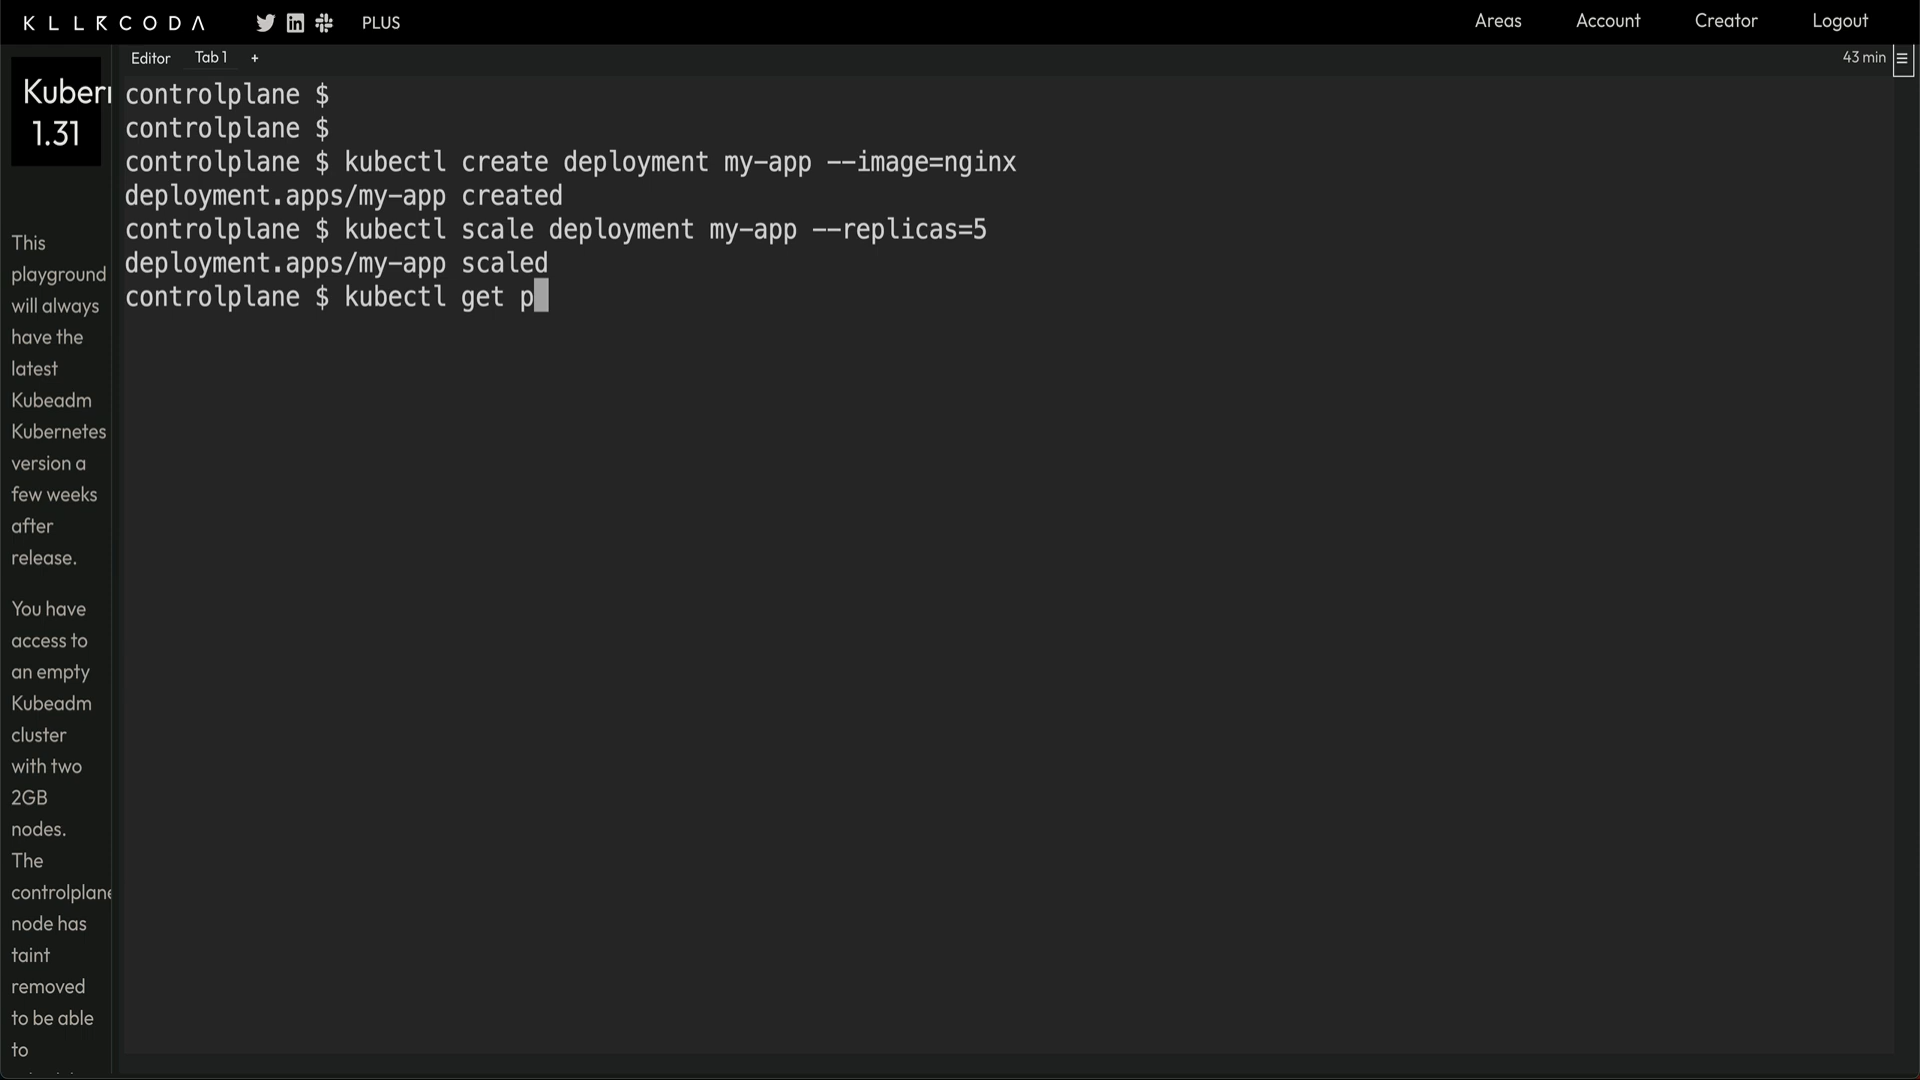 KLLRCODA PLUS Areas Account Creator Logout
Editor Tab 1 + 43 min
1.31
This
playground
will always
have the
latest
Kubeadm
Kubernetes
version a
few weeks
after
release.
You have
access to
an empty
Kubeadm
cluster
with two
2GB
nodes.
The
controlplane
node has
taint
removed
to be able
to
controlplane $
controlplane $
controlplane $ kubectl create deployment my-app --image=nginx
deployment.apps/my-app created
controlplane $ kubectl scale deployment my-app --replicas=5
deployment.apps/my-app scaled
controlplane $ kubectl get p